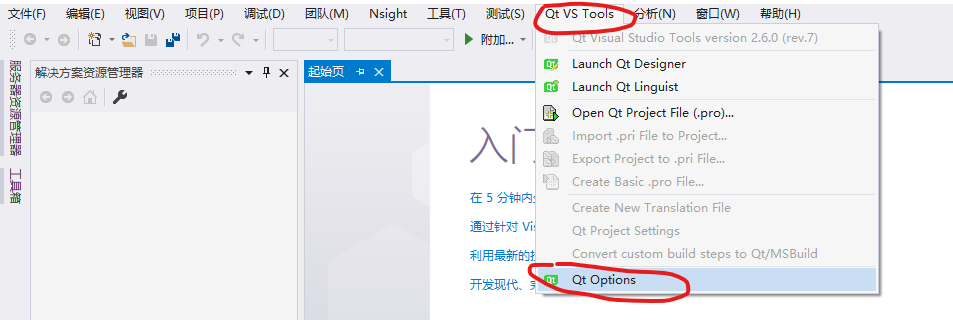 文件(F) 编辑(E) 视图(V) 项目(P) 调试(D) 团队(M) Nsight 工具(T) 测试(S) Qt VS Tools 分析(N) 窗口(W) 帮助(H)
附加...
Qt Visual Studio Tools version 2.6.0 (rev.7)
Launch Qt Designer
Launch Qt Linguist
Open Qt Project File (.pro)...
Import .pri File to Project...
Export Project to .pri File...
Create Basic .pro File...
Create New Translation File
Qt Project Settings
Convert custom build steps to Qt/MSBuild
Qt Options
服务器资源管理器
工具箱
解决方案资源管理器
起始页
入门
在 5 分钟内
通过针对 Vis
利用最新的
开发现代、